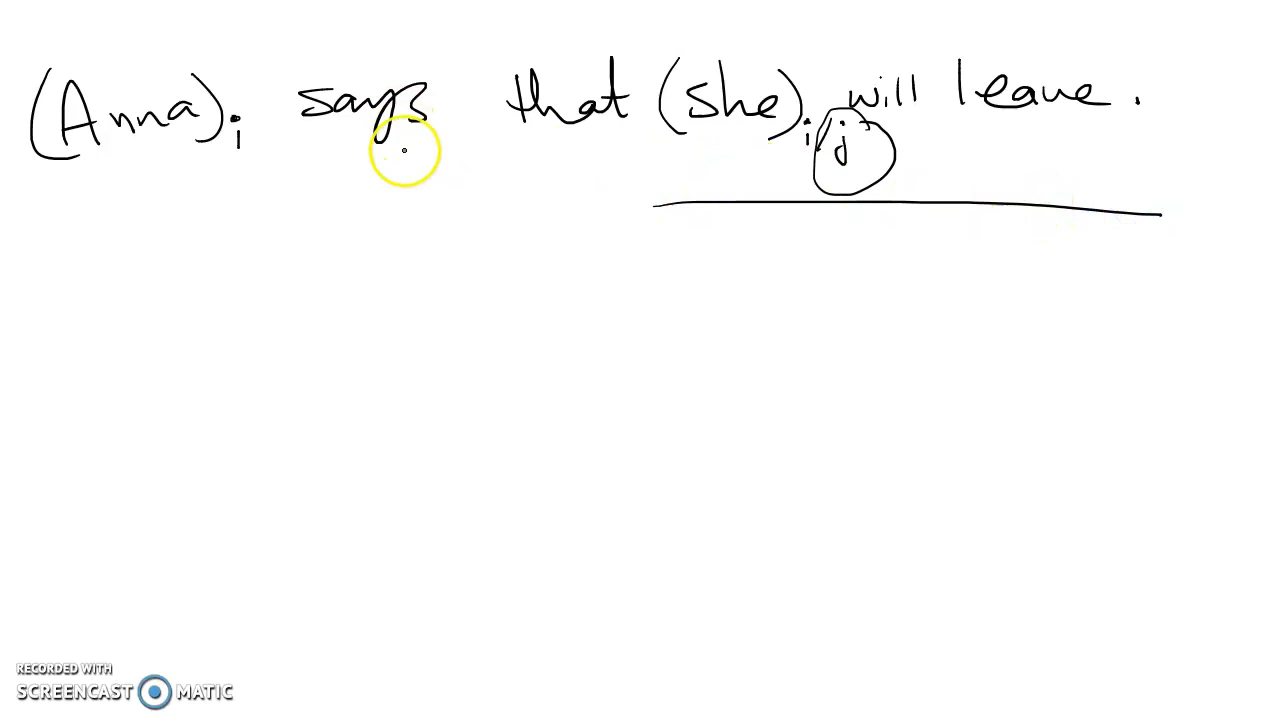 (Anna)i says that (she)i/j will leave.
RECORDED WITH
SCREENCAST MATIC